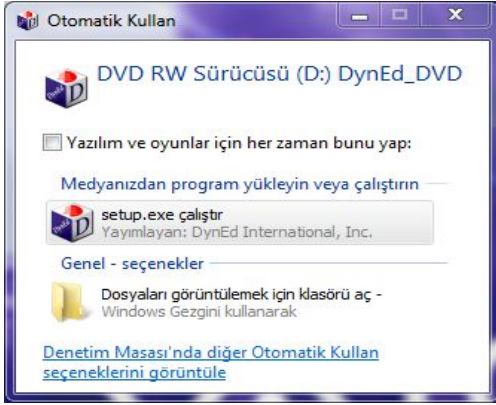 Otomatik Kullan
DVD RW Sürücüsü (D:) DynEd_DVD
Yazılım ve oyunlar için her zaman bunu yap:
Medyanızdan program yükleyin veya çalıştırın
setup.exe çalıştır
Yayımlayan: DynEd International, Inc.
Genel - seçenekler
Dosyaları görüntülemek için klasörü aç -
Windows Gezgini kullanarak
Denetim Masası'nda diğer Otomatik Kullan
seçeneklerini görüntüle